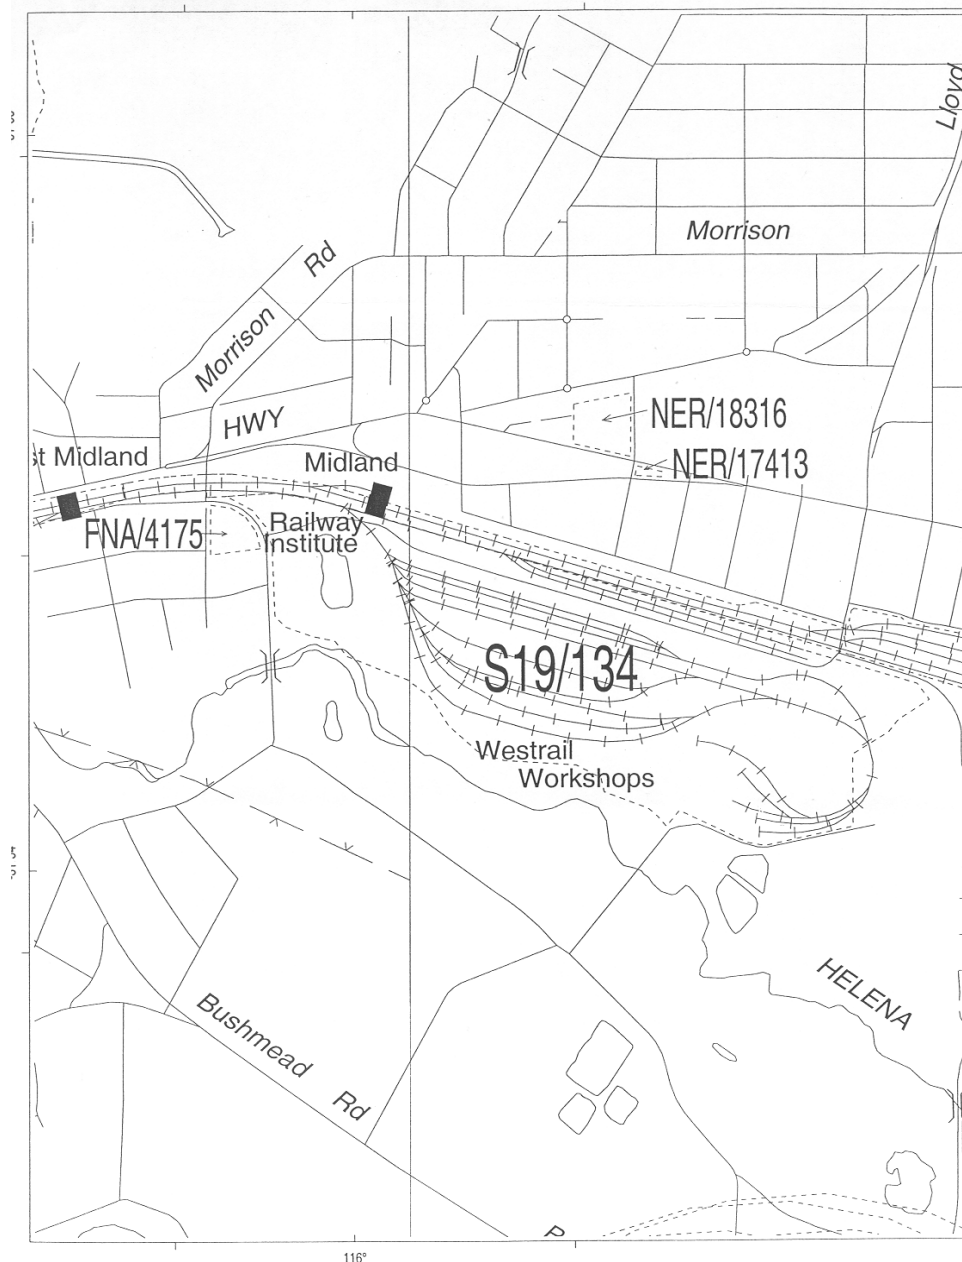 Lloyd
Morrison
Rd
Morrison
HWY
NER/18316
st Midland
Midland
NER/17413
FNA/4175
Railway
Institute
S19/134
Westrail
Workshops
HELENA
Bushmead
Rd
116°